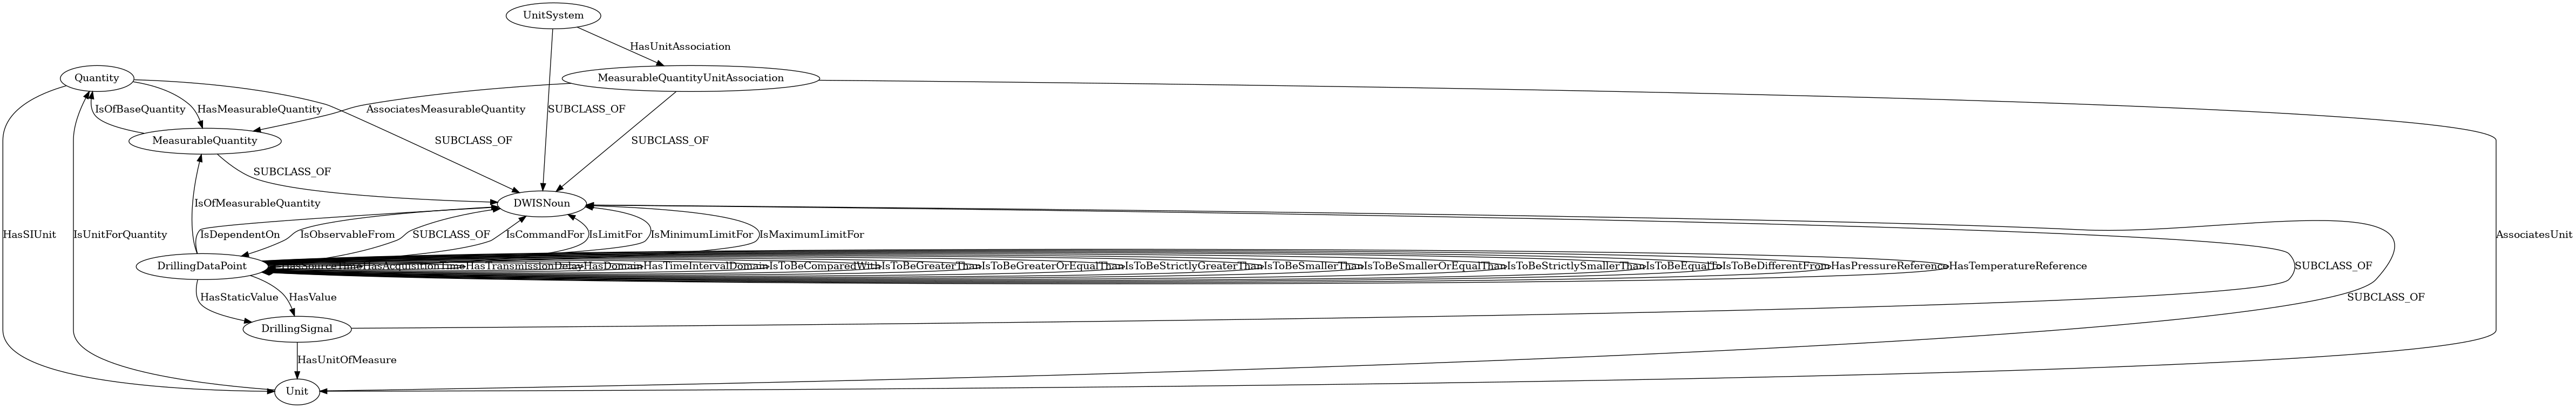 UnitSystem
HasUnitAssociation
Quantity
MeasurableQuantityUnitAssociation
IsOfBaseQuantity
HasMeasurableQuantity
AssociatesMeasurableQuantity
SUBCLASS_OF
MeasurableQuantity
SUBCLASS_OF
SUBCLASS_OF
SUBCLASS_OF
IsOfMeasurableQuantity
DWISNoun
HasSIUnit
IsUnitForQuantity
IsDependentOn
IsObservableFrom
SUBCLASS_OF
IsCommandFor
IsLimitFor
IsMinimumLimitFor
IsMaximumLimitFor
AssociatesUnit
DrillingDataPoint
HasSourceTime
HasAcquisitionTime
HasTransmissionDelay
HasDomain
HasTimeIntervalDomain
IsToBeComparedWith
IsToBeGreaterThan
IsToBeGreaterOrEqualThan
IsToBeStrictlyGreaterThan
IsToBeSmallerThan
IsToBeSmallerOrEqualThan
IsToBeStrictlySmallerThan
IsToBeEqualTo
IsToBeDifferentFrom
HasPressureReference
HasTemperatureReference
SUBCLASS_OF
HasStaticValue
HasValue
SUBCLASS_OF
DrillingSignal
HasUnitOfMeasure
Unit